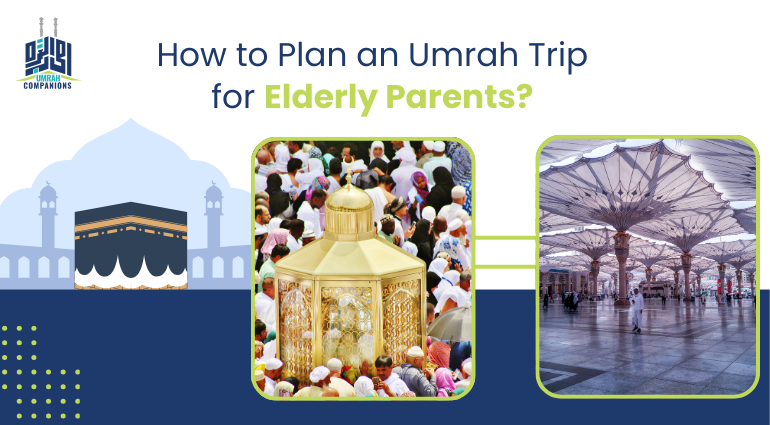 UMRAH
COMPANIONS
How to Plan an Umrah Trip
for Elderly Parents?